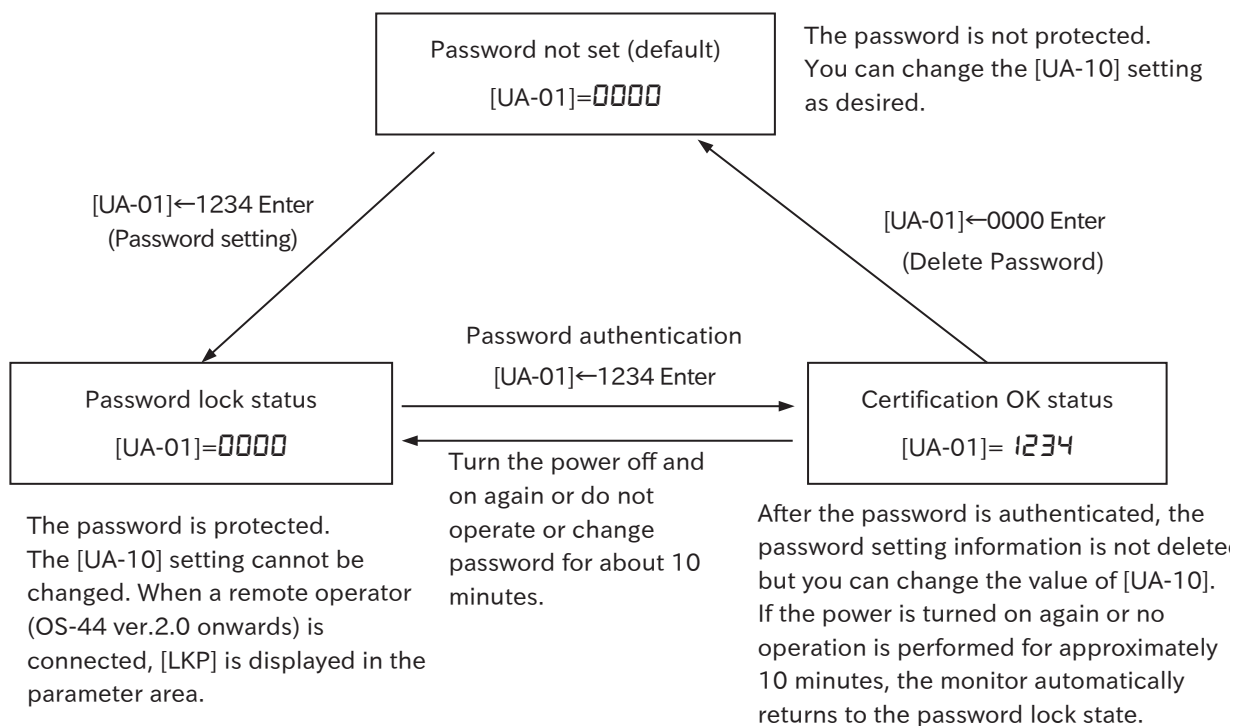 Password not set (default)
[UA-01]=0000
The password is not protected.
You can change the [UA-10] setting
as desired.
[UA-01]←1234 Enter
(Password setting)
[UA-01]←0000 Enter
(Delete Password)
Password authentication
[UA-01]←1234 Enter
Password lock status
[UA-01]=0000
Certification OK status
[UA-01]= 1234
Turn the power off and
on again or do not
operate or change
password for about 10
minutes.
The password is protected.
The [UA-10] setting cannot be
changed. When a remote operator
(OS-44 ver.2.0 onwards) is
connected, [LKP] is displayed in the
parameter area.
After the password is authenticated, the
password setting information is not delete
but you can change the value of [UA-10].
If the power is turned on again or no
operation is performed for approximately
10 minutes, the monitor automatically
returns to the password lock state.